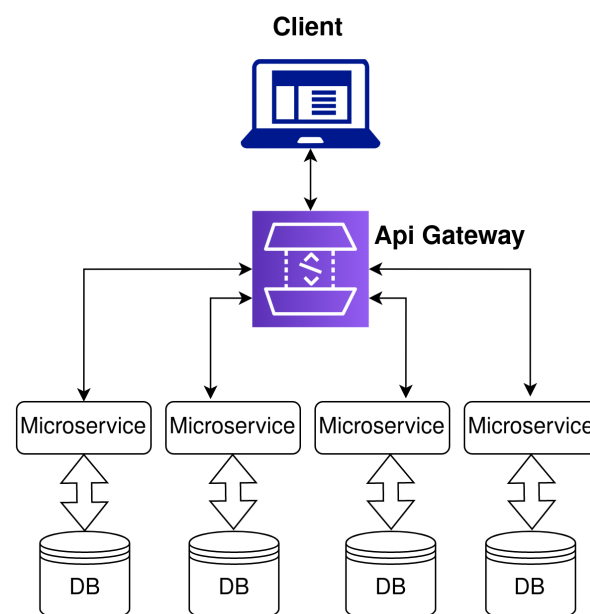 Client
Api Gateway
Microservice
Microservice
Microservice
Microservice
DB
DB
DB
DB